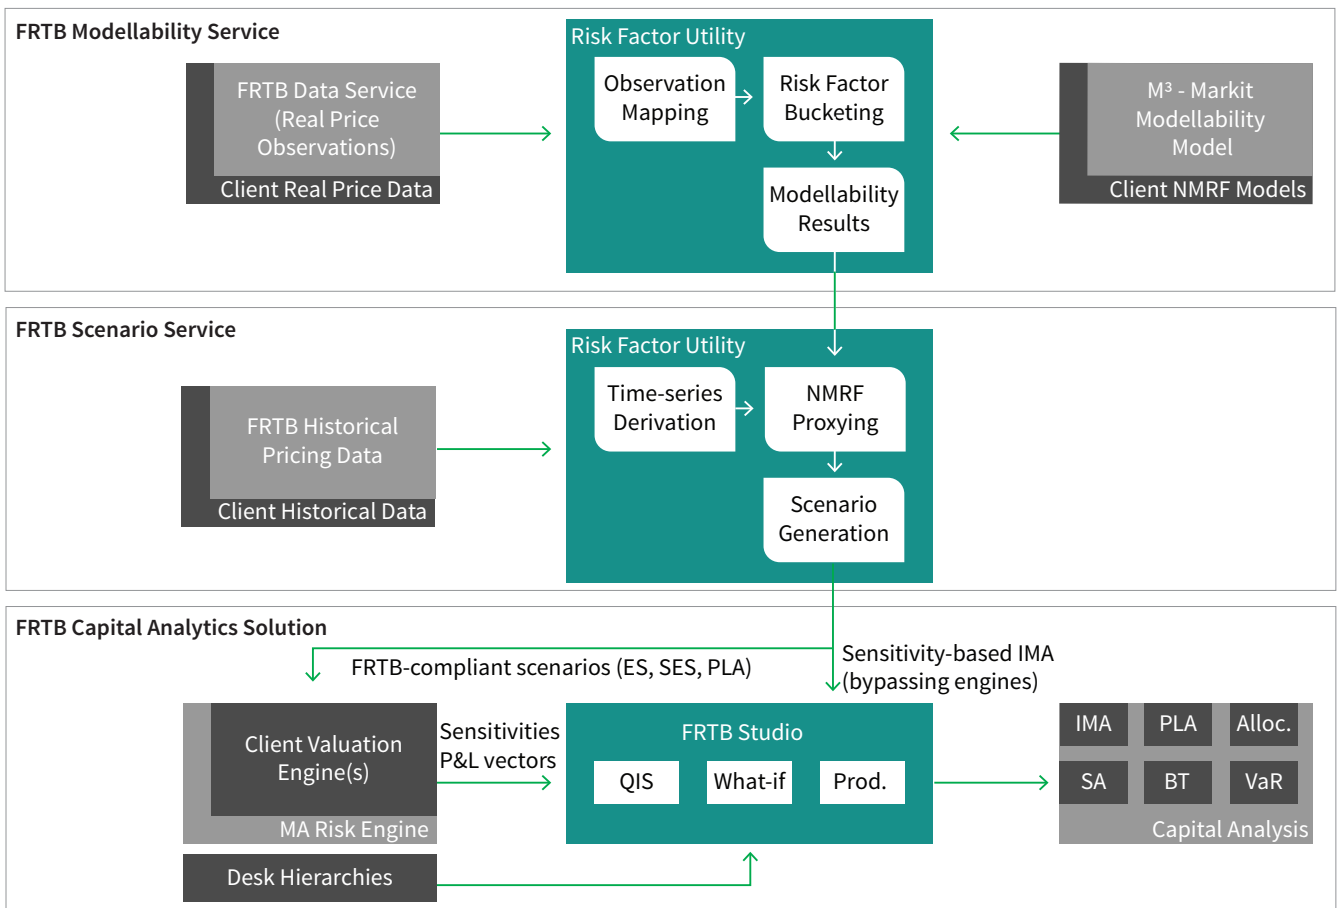 FRTB Modellability Service
FRTB Data Service
(Real Price
Observations)
Client Real Price Data
Risk Factor Utility
Observation
Mapping
Risk Factor
Bucketing
Modellability
Results
M³ - Markit
Modellability
Model
Client NMRF Models
FRTB Scenario Service
FRTB Historical
Pricing Data
Client Historical Data
Risk Factor Utility
Time-series
Derivation
NMRF
Proxying
Scenario
Generation
FRTB Capital Analytics Solution
FRTB-compliant scenarios (ES, SES, PLA)
Sensitivity-based IMA
(bypassing engines)
Client Valuation
Engine(s)
MA Risk Engine
Desk Hierarchies
Sensitivities
P&L vectors
FRTB Studio
QIS
What-if
Prod.
IMA
PLA
Alloc.
SA
BT
VaR
Capital Analysis